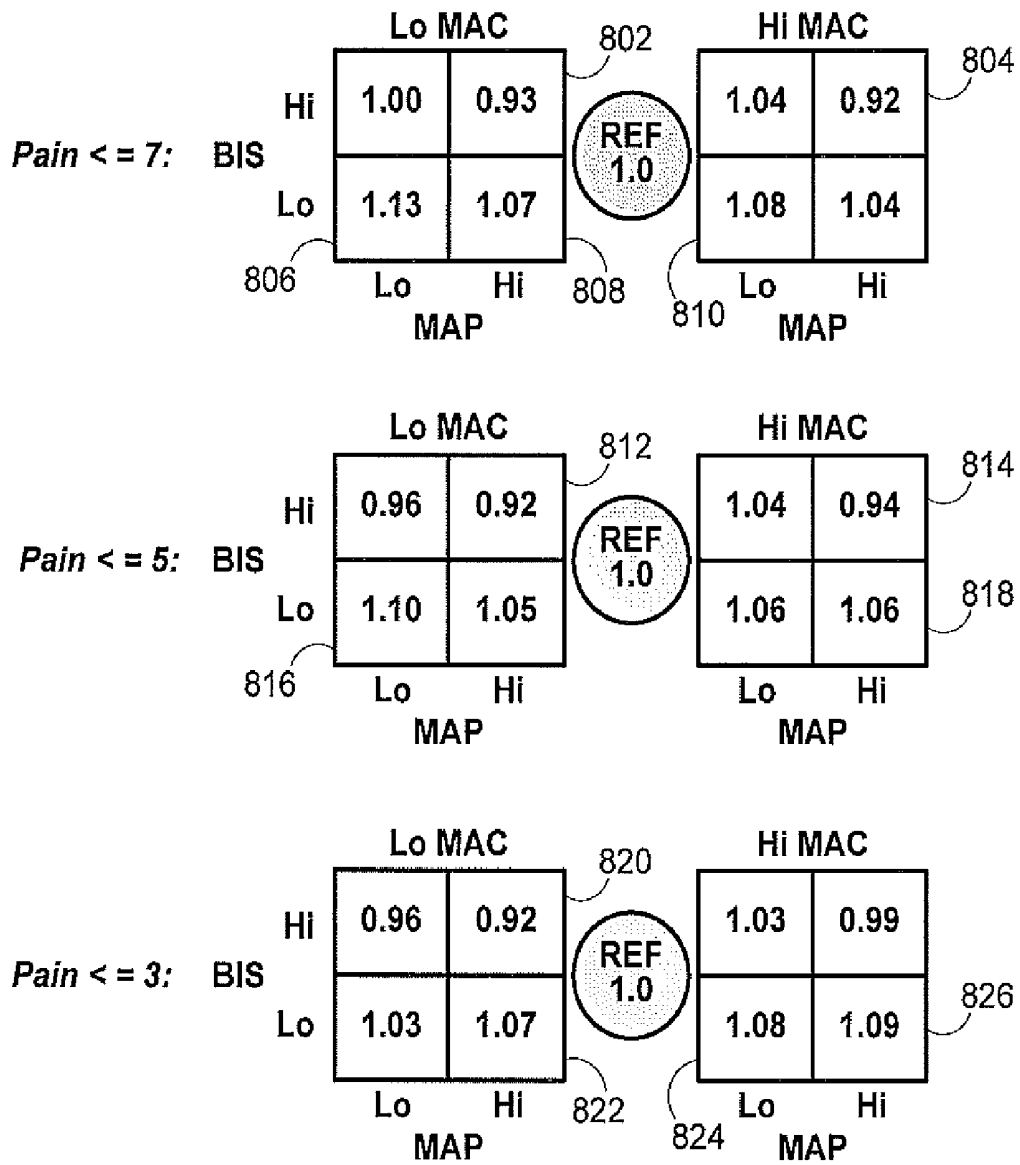 Lo MAC
802
Hi MAC
804
Hi
1.00
0.93
REF
1.0
1.04
0.92
Pain < = 7:
BIS
Lo
1.13
1.07
1.08
1.04
806
Lo
Hi
808
810
Lo
Hi
MAP
MAP
Lo MAC
812
Hi MAC
814
Hi
0.96
0.92
REF
1.0
1.04
0.94
Pain < = 5:
BIS
Lo
1.10
1.05
1.06
1.06
818
816
Lo
Hi
Lo
Hi
MAP
MAP
Lo MAC
820
Hi MAC
Hi
0.96
0.92
REF
1.0
1.03
0.99
Pain < = 3:
BIS
Lo
1.03
1.07
1.08
1.09
826
Lo
Hi
822
824
Lo
Hi
MAP
MAP